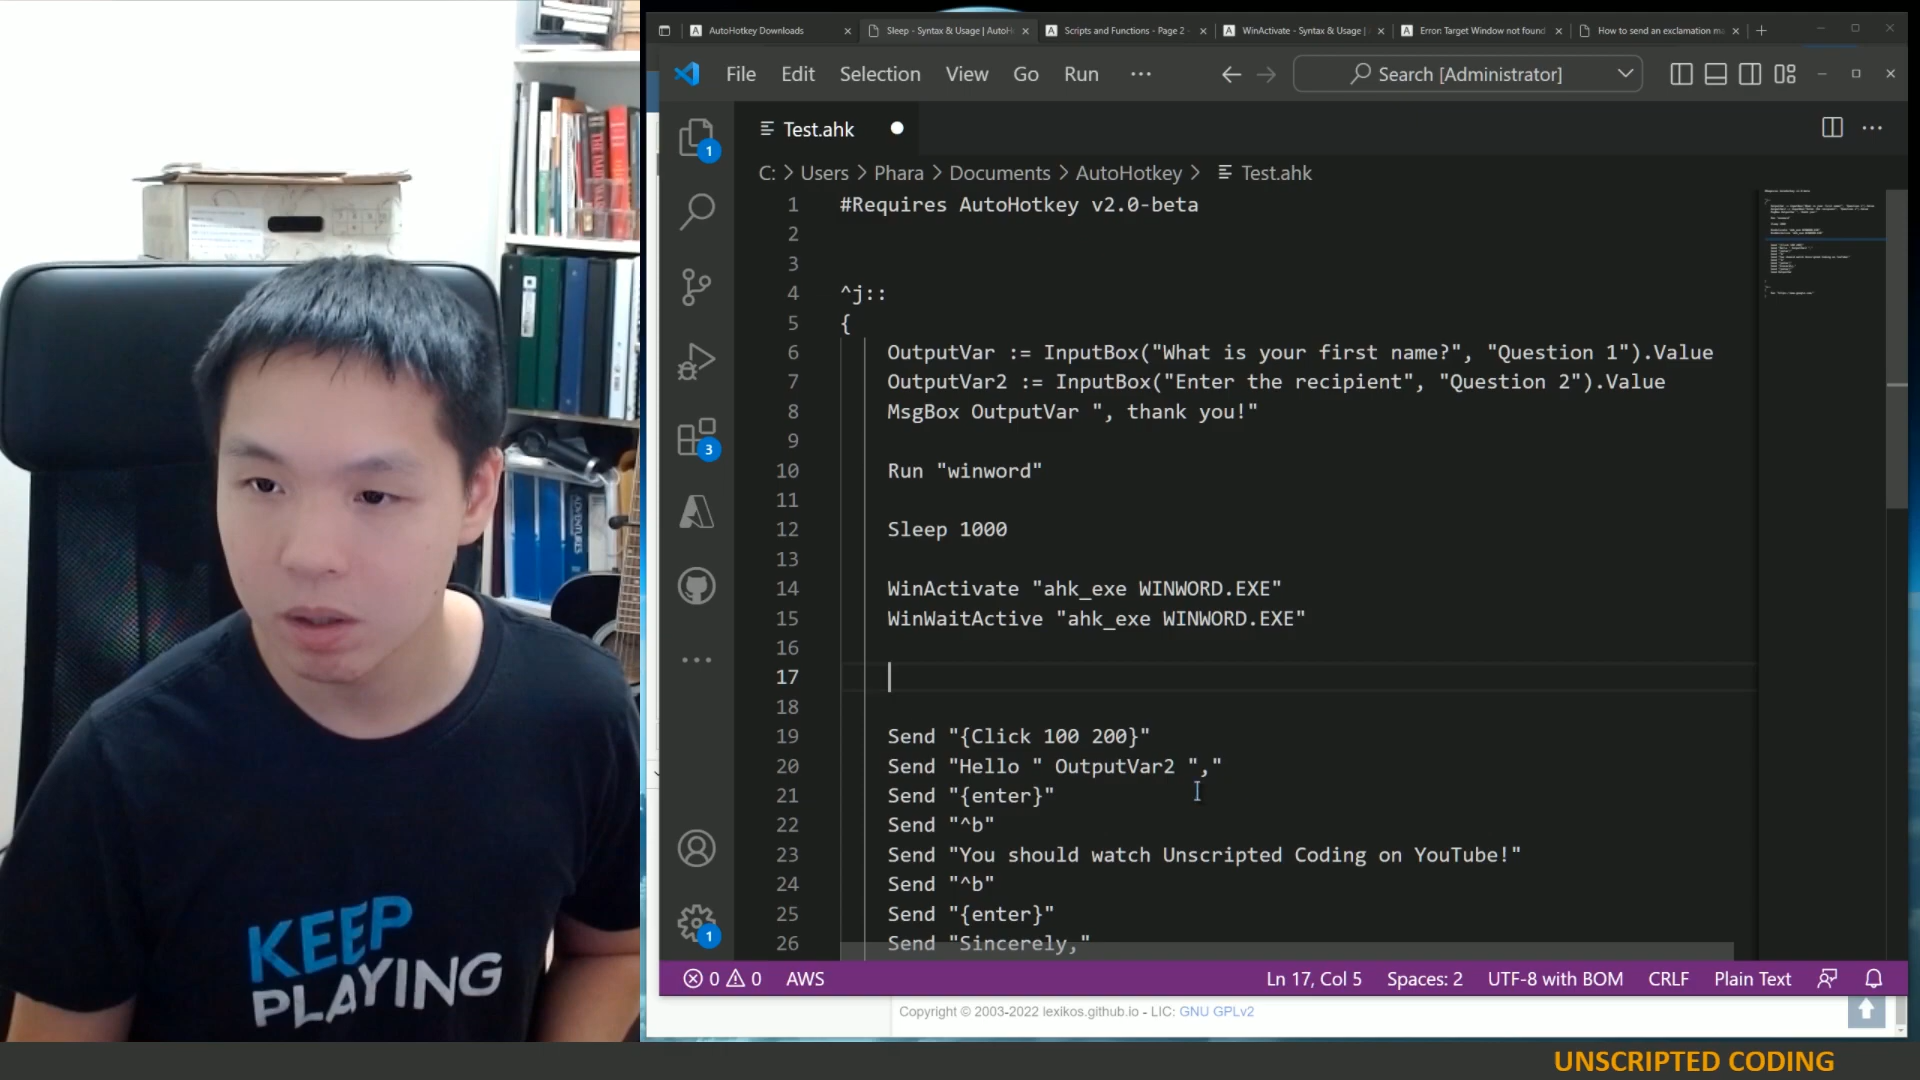 AutoHotkey Downloads
Sleep - Syntax & Usage | AutoH
Scripts and Functions - Page 2 -
WinActivate - Syntax & Usage |
Error: Target Window not found
How to send an exclamation ma
File Edit Selection View Go Run
Search [Administrator]
Test.ahk
C: > Users > Phara > Documents > AutoHotkey > Test.ahk
1 #Requires AutoHotkey v2.0-beta
2
3
4 ^j::
5 {
6 OutputVar := InputBox("What is your first name?", "Question 1").Value
7 OutputVar2 := InputBox("Enter the recipient", "Question 2").Value
8 MsgBox OutputVar ", thank you!"
9
10 Run "winword"
11
12 Sleep 1000
13
14 WinActivate "ahk_exe WINWORD.EXE"
15 WinWaitActive "ahk_exe WINWORD.EXE"
16
17
18
19 Send "{Click 100 200}"
20 Send "Hello " OutputVar2 ","
21 Send "{enter}"
22 Send "^b"
23 Send "You should watch Unscripted Coding on YouTube!"
24 Send "^b"
25 Send "{enter}"
26 Send "Sincerely,"
1
3
1
0 0 AWS
Ln 17, Col 5 Spaces: 2 UTF-8 with BOM CRLF Plain Text
Copyright © 2003-2022 lexikos.github.io - LIC: GNU GPLv2
KEEP
PLAYING
ADVENTURES
UNSCRIPTED CODING